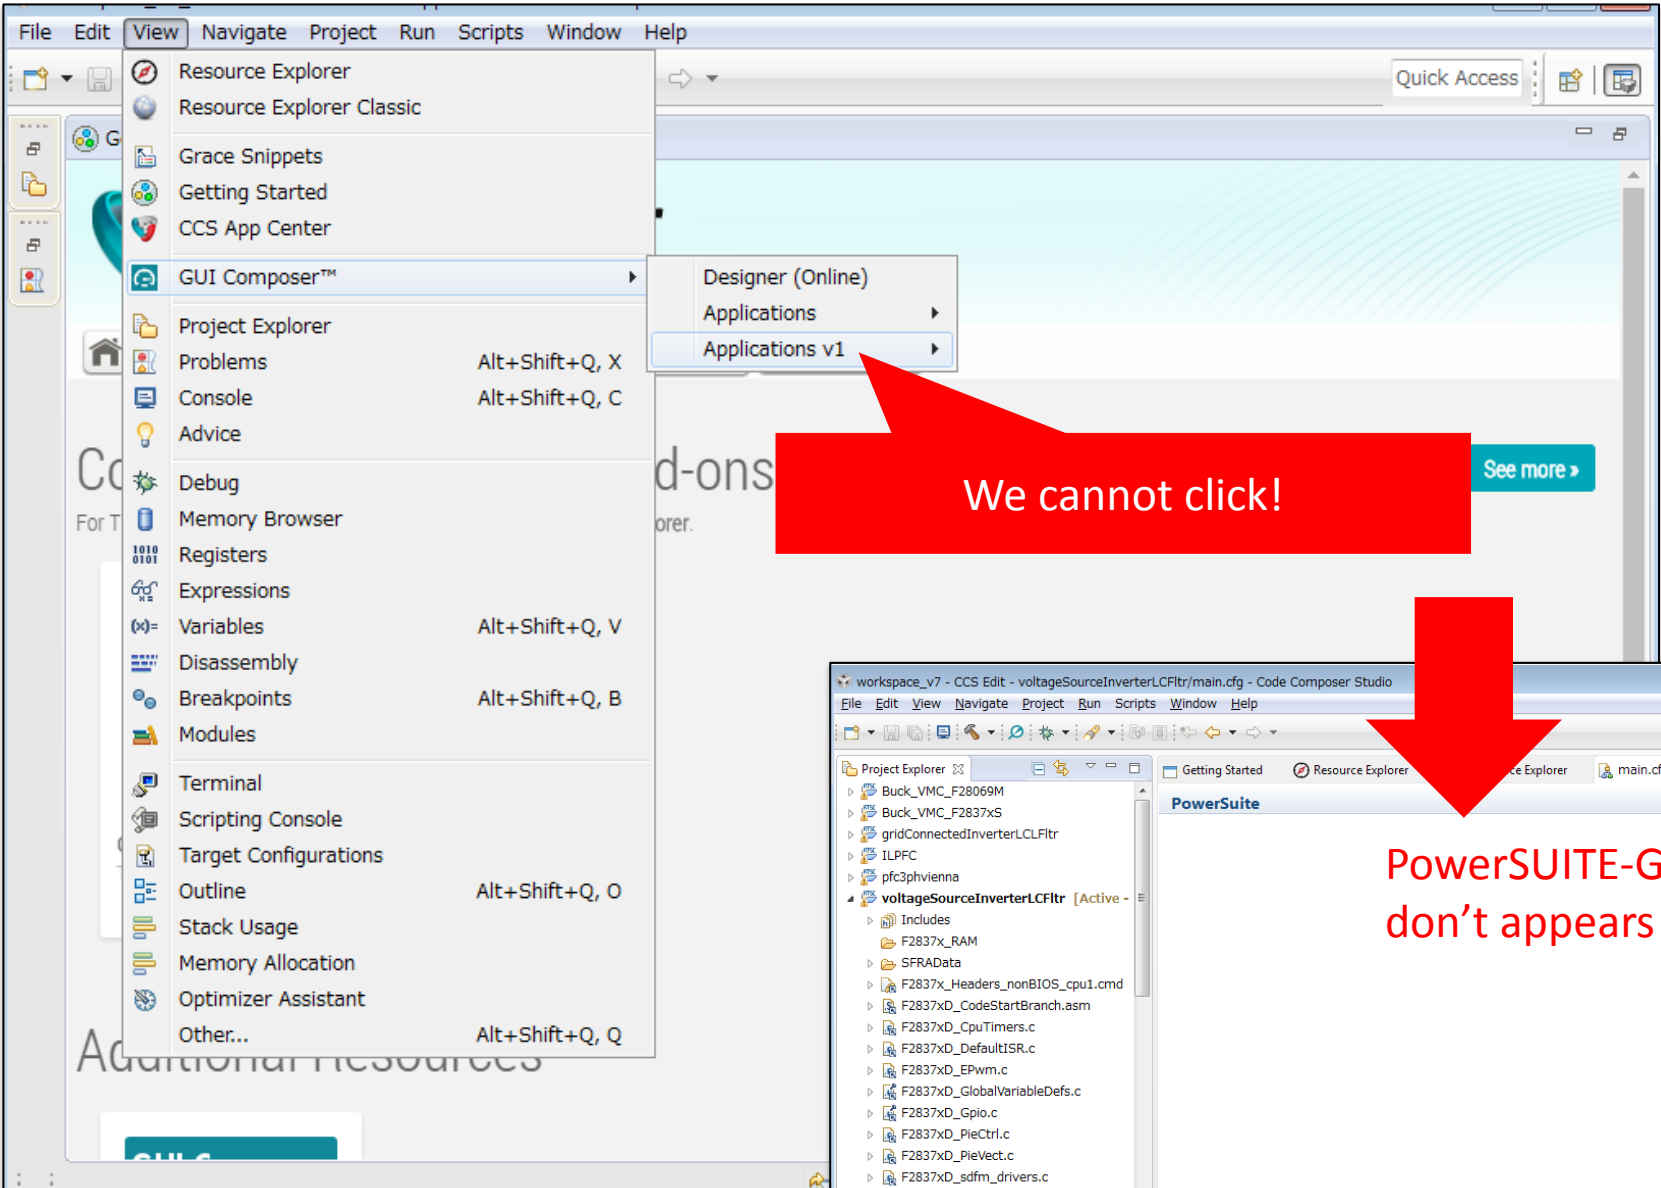 File Edit View Navigate Project Run Scripts Window Help
Quick Access
Resource Explorer
Resource Explorer Classic
Grace Snippets
Getting Started
CCS App Center
GUI Composer™
Designer (Online)
Applications
Applications v1
Project Explorer
Problems Alt+Shift+Q, X
Console Alt+Shift+Q, C
Advice
d-ons
See more »
We cannot click!
For T
orer.
Debug
Memory Browser
Registers
Expressions
Variables Alt+Shift+Q, V
Disassembly
Breakpoints Alt+Shift+Q, B
Modules
Terminal
Scripting Console
Target Configurations
Outline Alt+Shift+Q, O
Stack Usage
Memory Allocation
Optimizer Assistant
Other... Alt+Shift+Q, Q
workspace_v7 - CCS Edit - voltageSourceInverterLCFltr/main.cfg - Code Composer Studio
File Edit View Navigate Project Run Scripts Window Help
Project Explorer
Getting Started Resource Explorer ce Explorer main.cf
PowerSuite
Buck_VMC_F28069M
Buck_VMC_F2837xS
gridConnectedInverterLCLFltr
ILPFC
pfc3phvienna
voltageSourceInverterLCFltr [Active -
Includes
F2837x_RAM
SFRAData
F2837x_Headers_nonBIOS_cpu1.cmd
F2837xD_CodeStartBranch.asm
F2837xD_CpuTimers.c
F2837xD_DefaultISR.c
F2837xD_EPwm.c
F2837xD_GlobalVariableDefs.c
F2837xD_Gpio.c
F2837xD_PieCtrl.c
F2837xD_PieVect.c
F2837xD_sdfm_drivers.c
PowerSUITE-G
don't appears